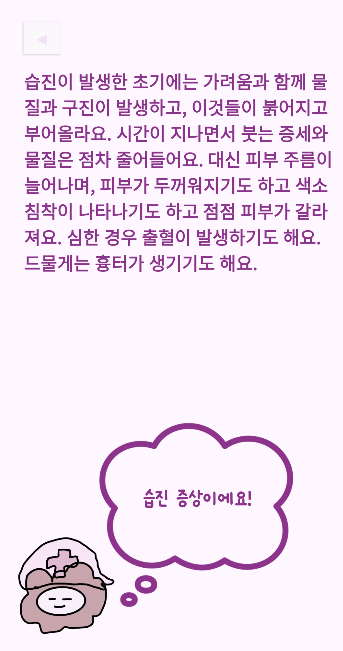 습진이 발생한 초기에는 가려움과 함께 물
질과 구진이 발생하고, 이것들이 붉어지고
부어올라요. 시간이 지나면서 붓는 증세와
물질은 점차 줄어들어요. 대신 피부 주름이
늘어나며, 피부가 두꺼워지기도 하고 색소
침착이 나타나기도 하고 점점 피부가 갈라
져요. 심한 경우 출혈이 발생하기도 해요.
드물게는 흉터가 생기기도 해요.
습진 증상이에요!